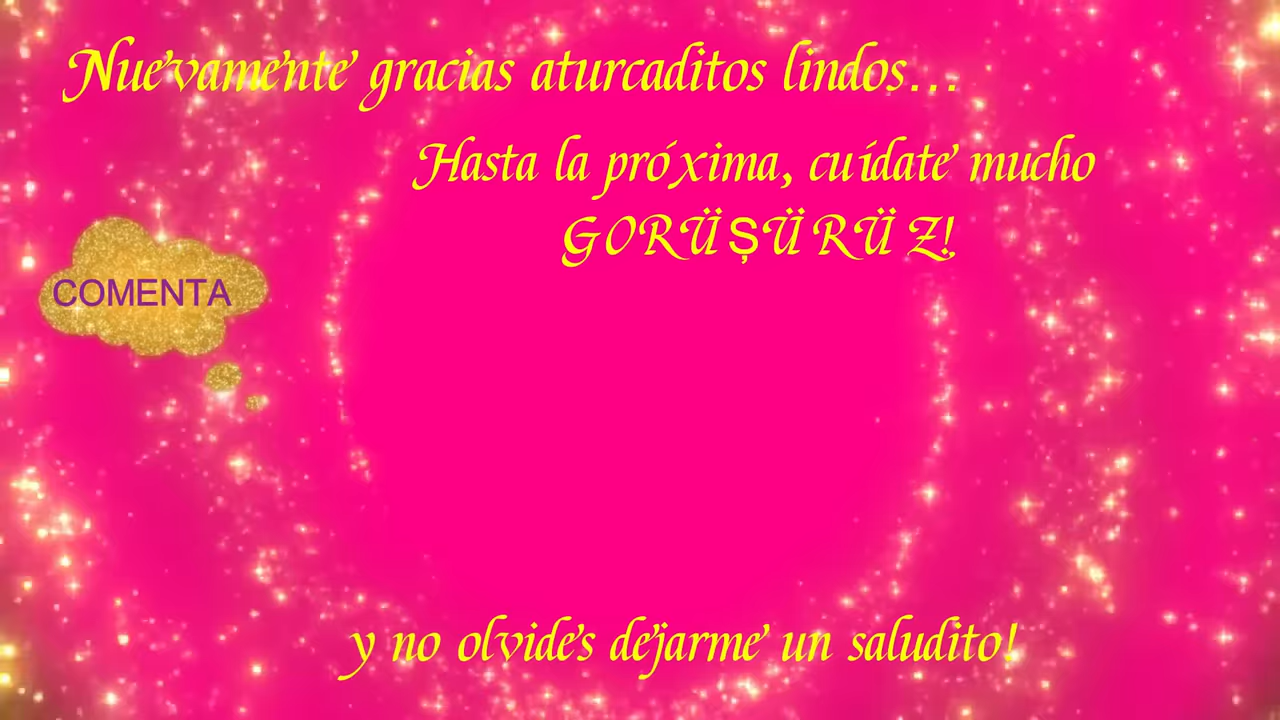 Nuevamente gracias aturcaditos lindos...
Hasta la próxima, cuídate mucho
GORÜŞÜRÜZ!
COMENTA
y no olvides dejarme un saludito!